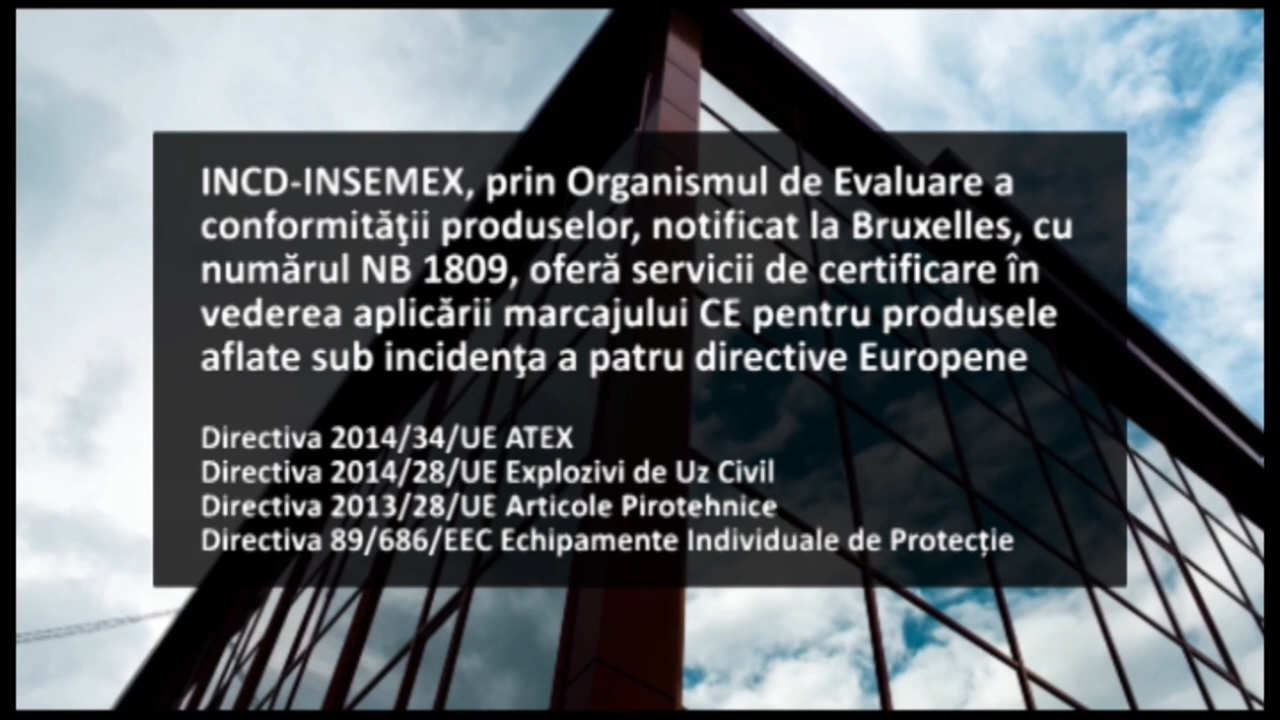 INCD-INSEMEX, prin Organismul de Evaluare a
conformităţii produselor, notificat la Bruxelles, cu
numărul NB 1809, oferă servicii de certificare în
vederea aplicării marcajului CE pentru produsele
aflate sub incidenţa a patru directive Europene
Directiva 2014/34/UE ATEX
Directiva 2014/28/UE Explozivi de Uz Civil
Directiva 2013/28/UE Articole Pirotehnice
Directiva 89/686/EEC Echipamente Individuale de Protecţie